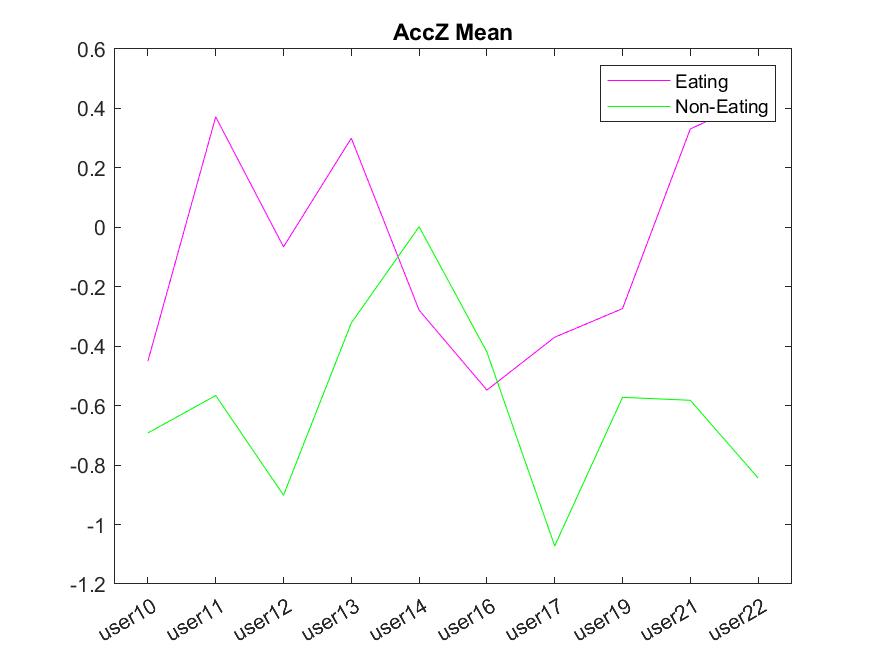 AccZ Mean
0.6
0.4
0.2
0
-0.2
-0.4
-0.6
-0.8
-1
-1.2
Eating
Non-Eating
user10
user11
user12
user13
user14
user16
user17
user19
user21
user22